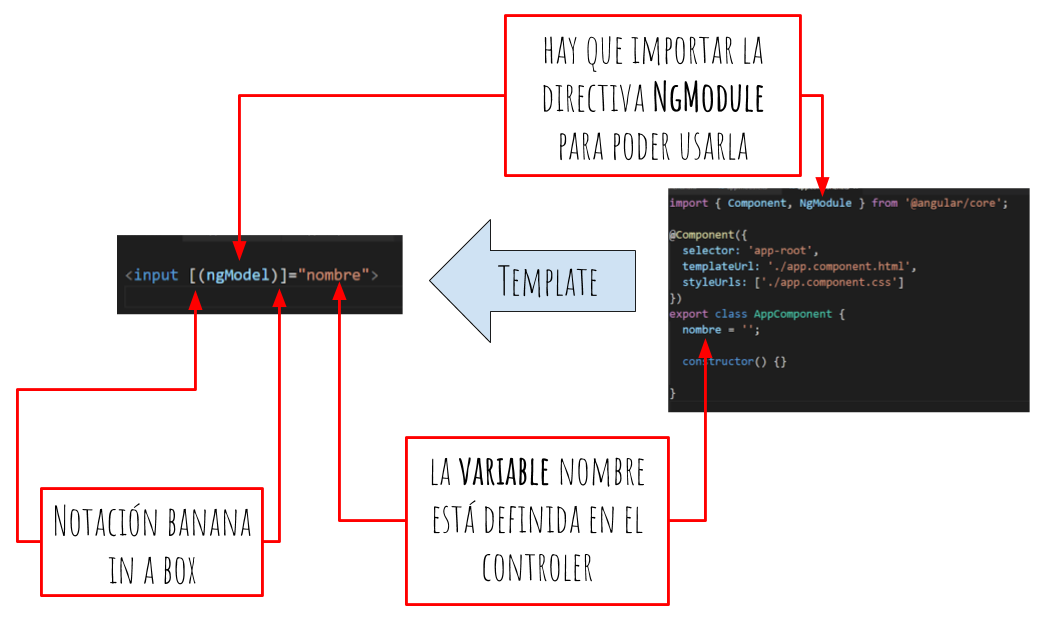 HAY QUE IMPORTAR LA
DIRECTIVA NGMODULE
PARA PODER USARLA
import { Component, NgModule } from '@angular/core';
@Component({
selector: 'app-root',
templateUrl: './app.component.html',
styleUrls: ['./app.component.css']
})
export class AppComponent {
nombre = '';
constructor() {}
}
<input [(ngModel)]="nombre">
TEMPLATE
LA VARIABLE NOMBRE
ESTÁ DEFINIDA EN EL
CONTROLER
NOTACIÓN BANANA
IN A BOX